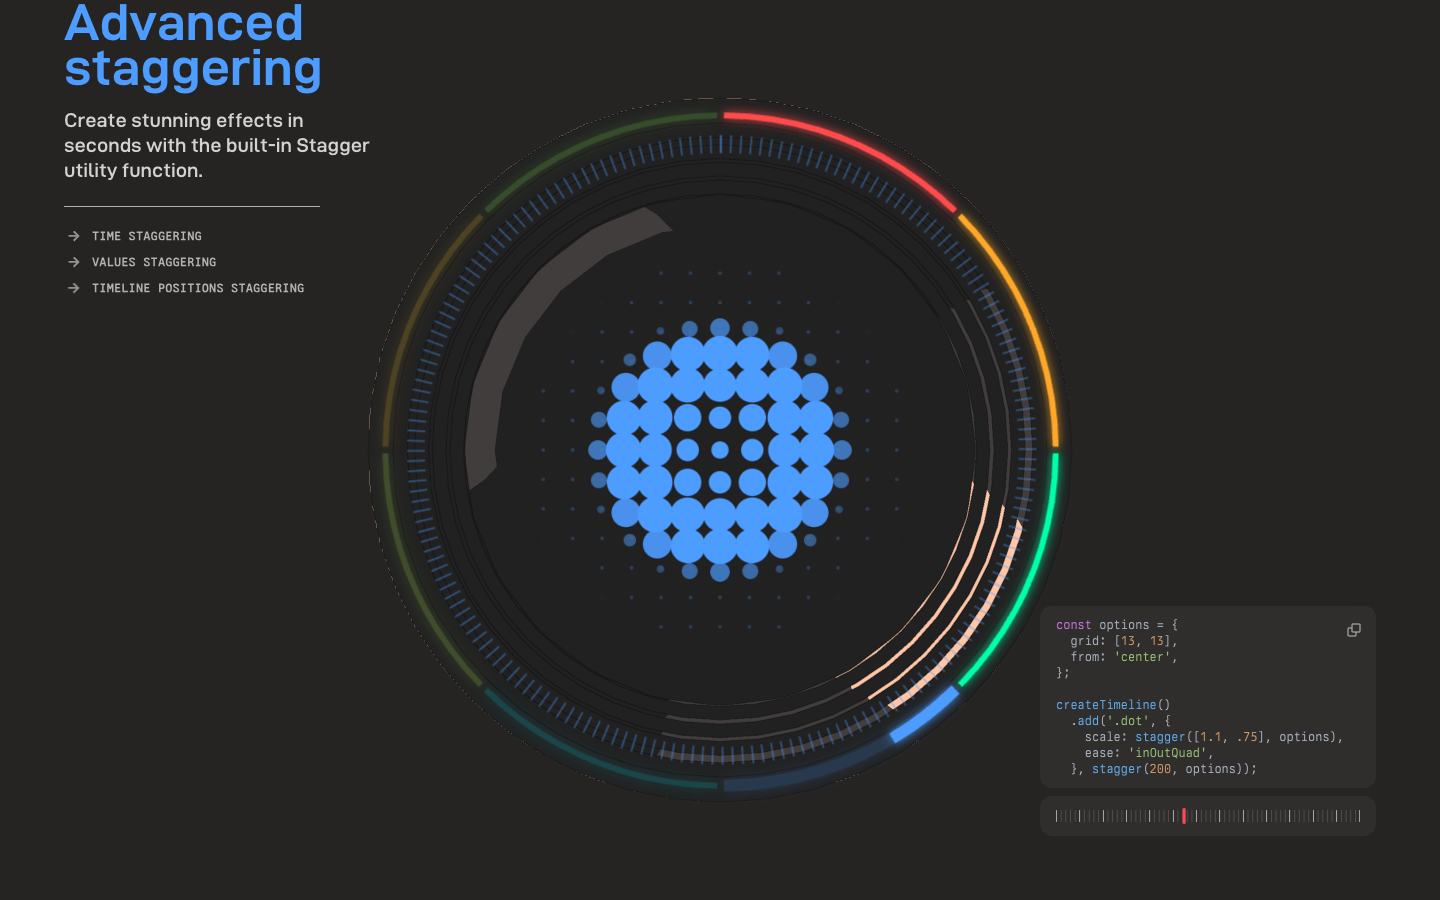 Advanced
staggering
Create stunning effects in
seconds with the built-in Stagger
utility function.
→ TIME STAGGERING
→ VALUES STAGGERING
→ TIMELINE POSITIONS STAGGERING
const options = {
  grid: [13, 13],
  from: 'center',
};
createTimeline()
  .add('.dot', {
    scale: stagger([1.1, .75], options),
    ease: 'inOutQuad',
  }, stagger(200, options));